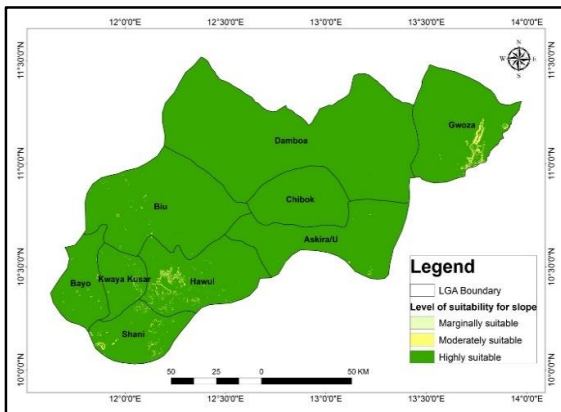 12°0'0"E 12°30'0"E 13°0'0"E 13°30'0"E 14°0'0"E
11°30'0"N
11°0'0"N
10°30'0"N
10°0'0"N
N
W E
S
Gwoza
Damboa
Chibok
Biu
Askira/U
Bayo
Kwaya Kusar
Hawul
Shani
Legend
LGA Boundary
Level of suitability for slope
Marginally suitable
Moderately suitable
Highly suitable
50 25 0 50 KM
11°0'0"N
10°30'0"N
10°0'0"N
12°0'0"E 12°30'0"E 13°0'0"E 13°30'0"E 14°0'0"E